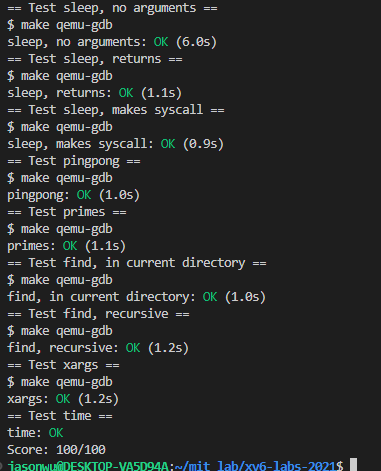 == Test sleep, no arguments ==
$ make qemu-gdb
sleep, no arguments: OK (6.0s)
== Test sleep, returns ==
$ make qemu-gdb
sleep, returns: OK (1.1s)
== Test sleep, makes syscall ==
$ make qemu-gdb
sleep, makes syscall: OK (0.9s)
== Test pingpong ==
$ make qemu-gdb
pingpong: OK (1.0s)
== Test primes ==
$ make qemu-gdb
primes: OK (1.1s)
== Test find, in current directory ==
$ make qemu-gdb
find, in current directory: OK (1.0s)
== Test find, recursive ==
$ make qemu-gdb
find, recursive: OK (1.2s)
== Test xargs ==
$ make qemu-gdb
xargs: OK (1.2s)
== Test time ==
time: OK
Score: 100/100
jasonwu@DESKTOP-VA5D94A:~/mit_lab/xv6-labs-2021$